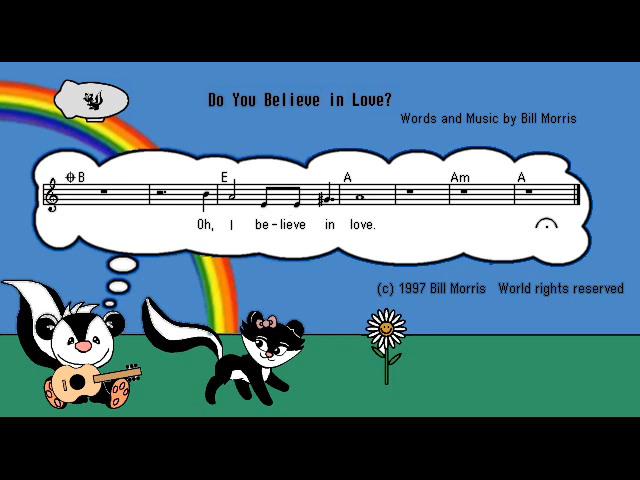 Do You Believe in Love?
Words and Music by Bill Morris
B E A Am A
Oh, I be-lieve in love.
(c) 1997 Bill Morris World rights reserved